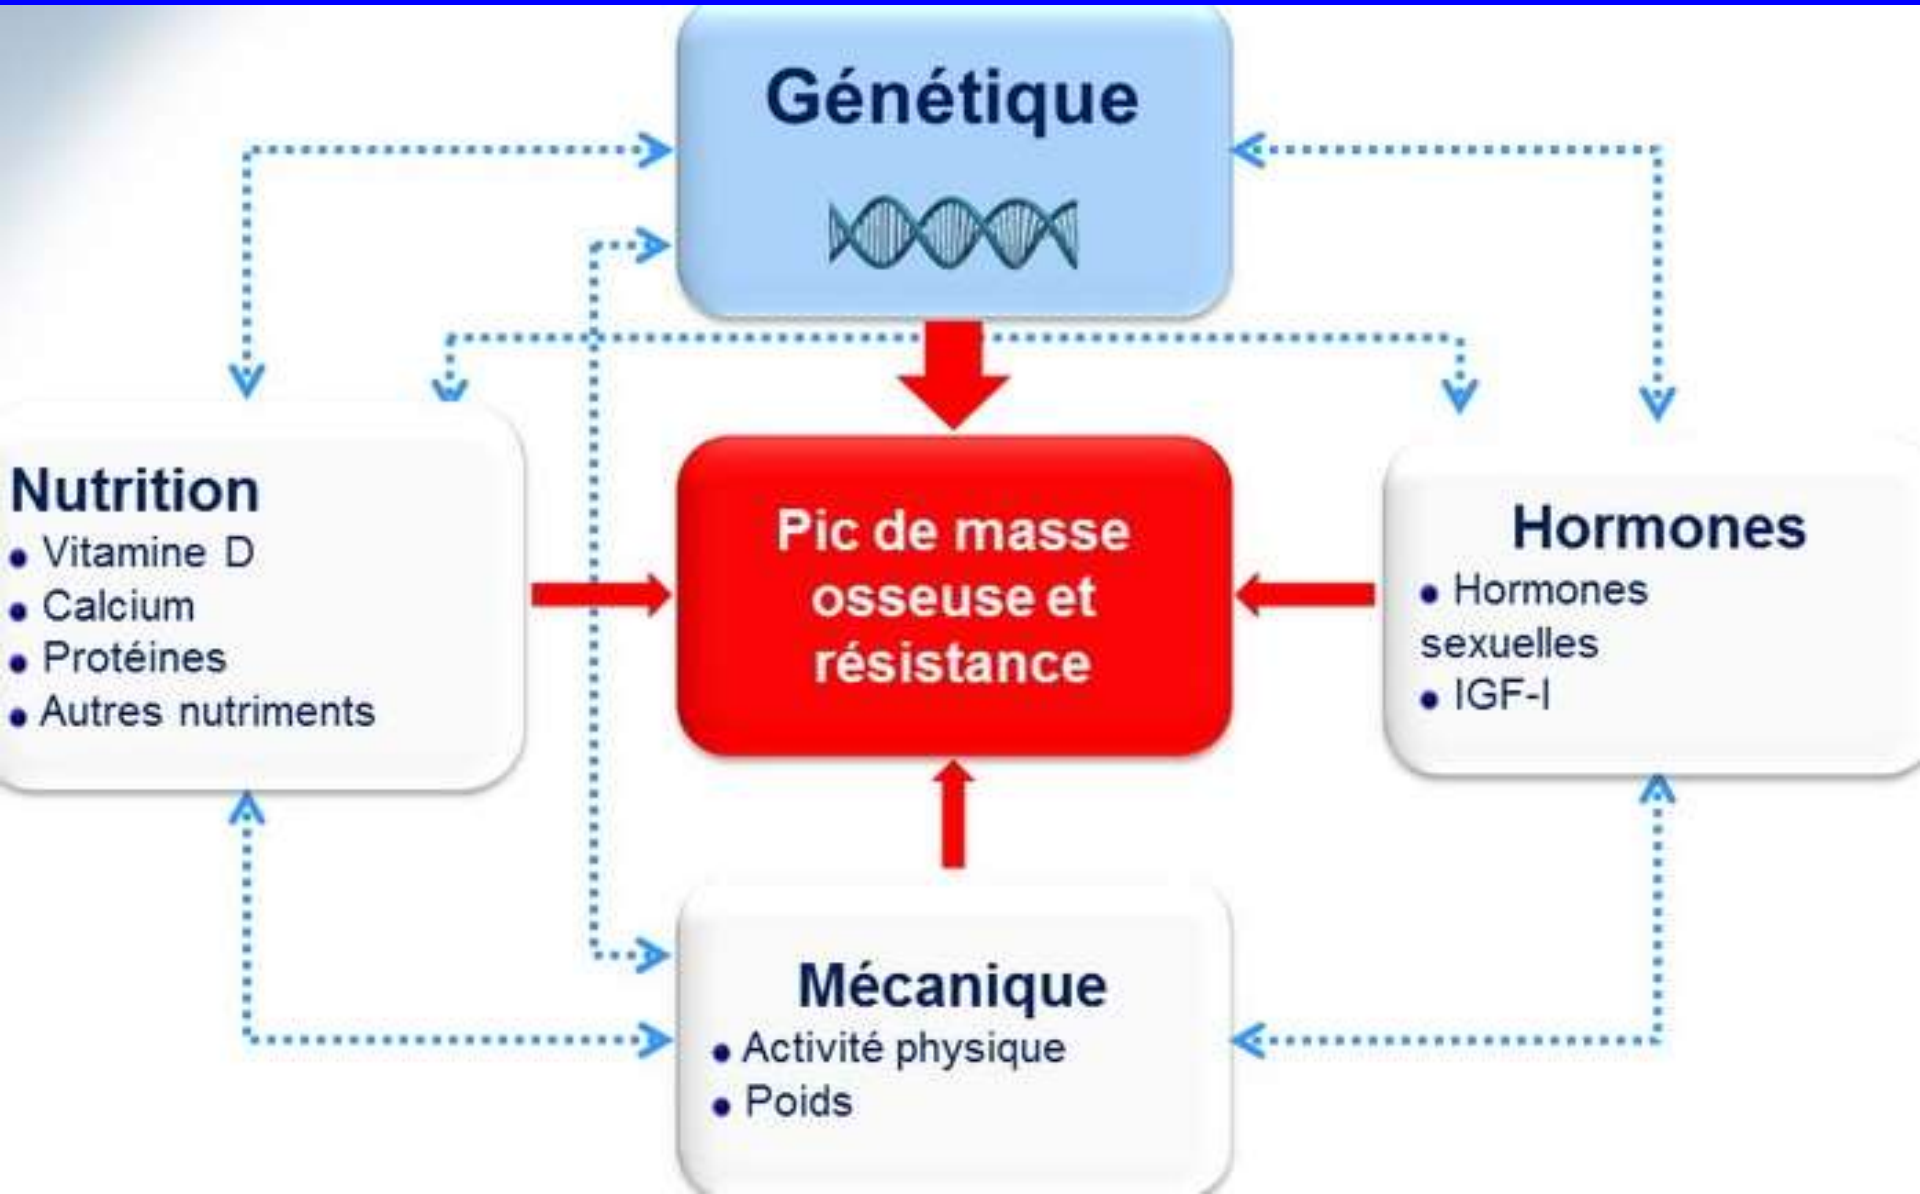 Génétique
Nutrition
• Vitamine D
• Calcium
• Protéines
• Autres nutriments
Pic de masse
osseuse et
résistance
Hormones
• Hormones
sexuelles
• IGF-I
Mécanique
• Activité physique
• Poids